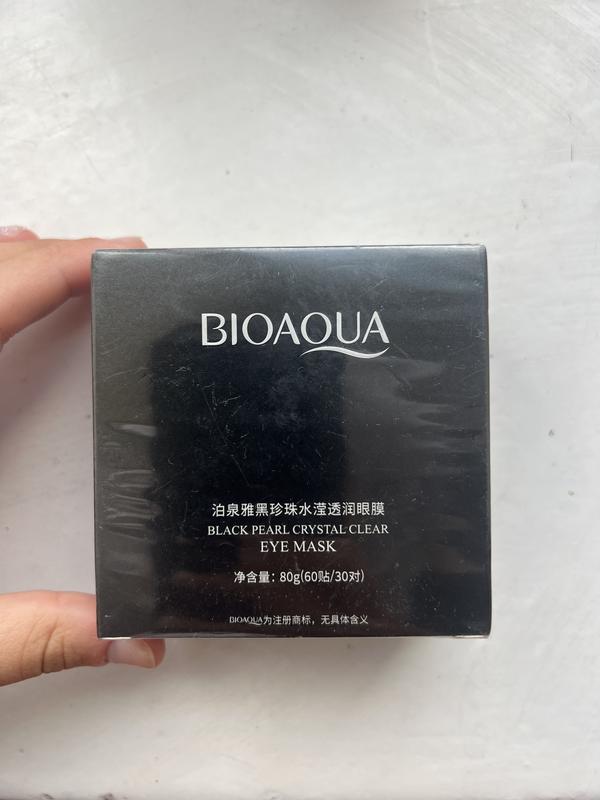 BIOAQUA
泊泉雅黑珍珠水滢透润眼膜
BLACK PEARL CRYSTAL CLEAR
EYE MASK
净含量：80g(60贴/30对)
BIOAQUA为注册商标，无具体含义